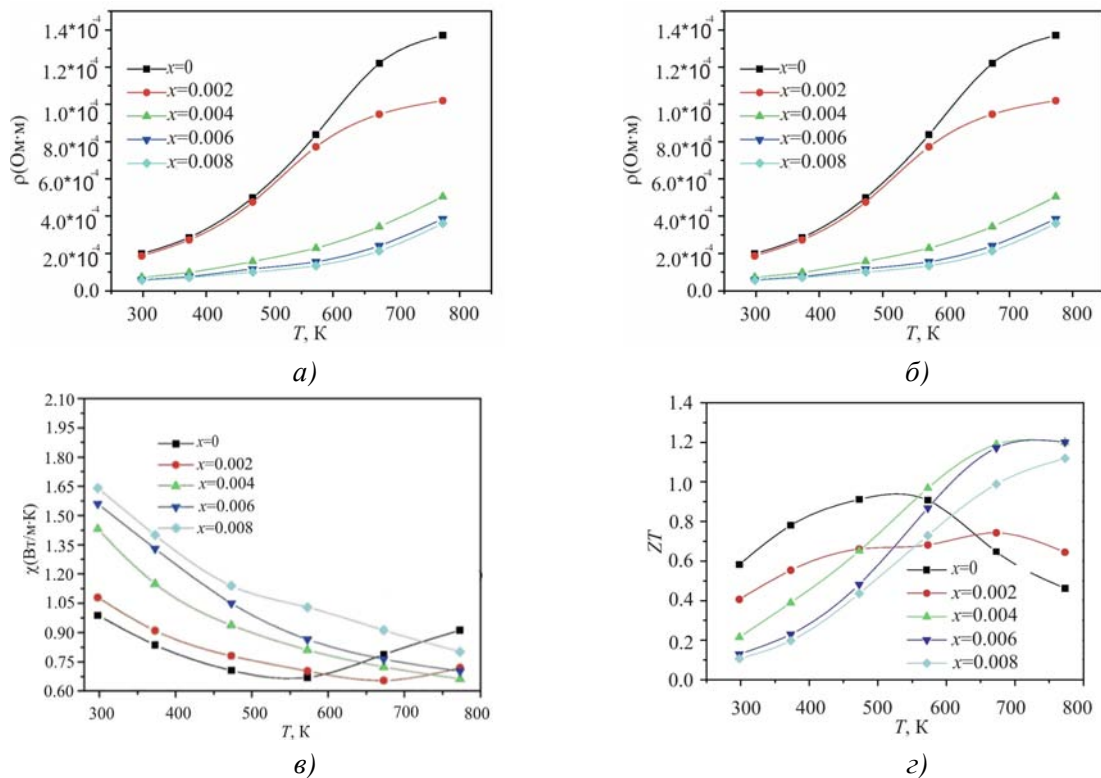 1.4*10⁻⁴
1.2*10⁻⁴
1.0*10⁻⁴
8.0*10⁻⁴
6.0*10⁻⁴
4.0*10⁻⁴
2.0*10⁻⁴
0.0
ρ(Ом·м)
x=0
x=0.002
x=0.004
x=0.006
x=0.008
300 400 500 600 700 800
T, К
а)
1.4*10⁻⁴
1.2*10⁻⁴
1.0*10⁻⁴
8.0*10⁻⁴
6.0*10⁻⁴
4.0*10⁻⁴
2.0*10⁻⁴
0.0
ρ(Ом·м)
x=0
x=0.002
x=0.004
x=0.006
x=0.008
300 400 500 600 700 800
T, К
б)
2.10
1.95
1.80
1.65
1.50
1.35
1.20
1.05
0.90
0.75
0.60
χ(Вт/м·К)
x=0
x=0.002
x=0.004
x=0.006
x=0.008
300 400 500 600 700 800
T, К
в)
1.4
1.2
1.0
0.8
0.6
0.4
0.2
0.0
ZT
x=0
x=0.002
x=0.004
x=0.006
x=0.008
300 400 500 600 700 800
T, К
г)